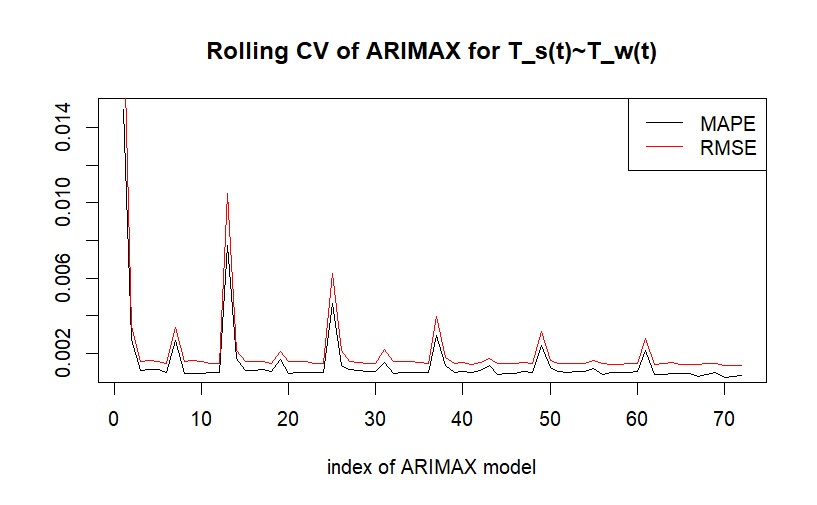 Rolling CV of ARIMAX for T_s(t)~T_w(t)
MAPE
RMSE
0.014
0.010
0.006
0.002
0 10 20 30 40 50 60 70
index of ARIMAX model